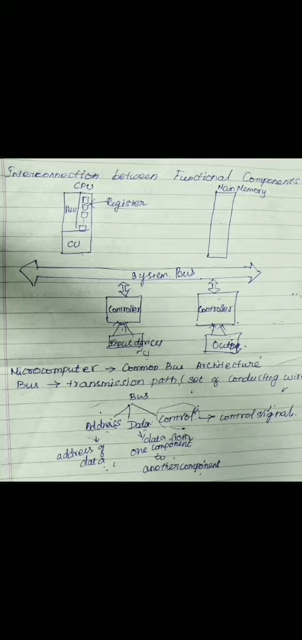 Interconnection between Functional Components
CPU
Main Memory
ALU
Register
CU
System Bus
Controller
Controller
Input devices
Output
Microcomputer → Common Bus Architecture
Bus → transmission path ( set of conducting
Bus
Address Data Control → control signal
address of data
data from one component to another component